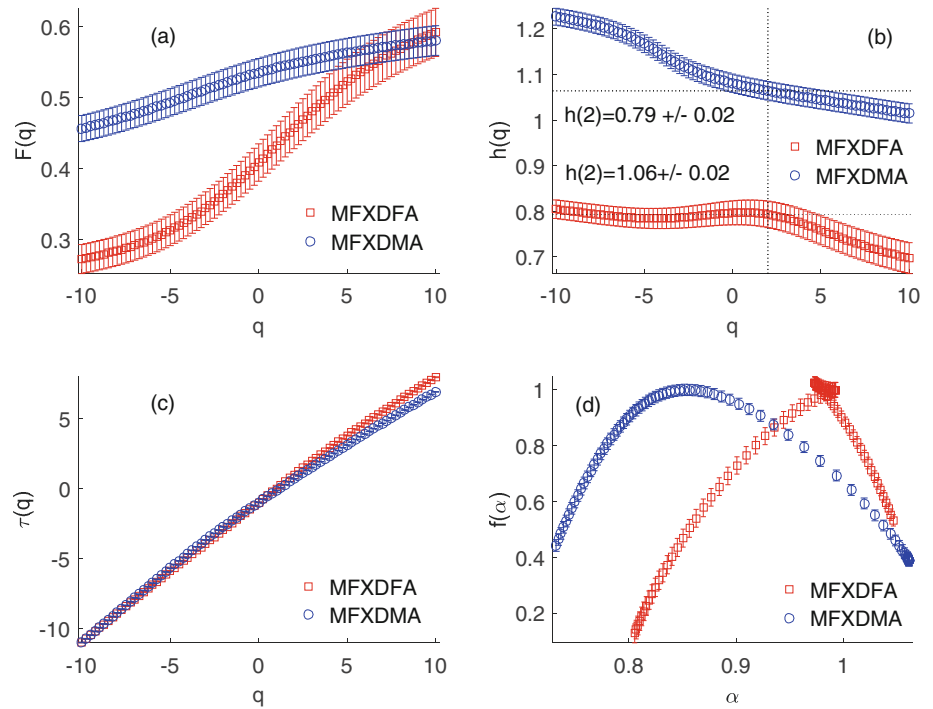 (a)
0.6
0.5
0.4
0.3
F(q)
MFXDFA
MFXDMA
-10 -5 0 5 10
q
(b)
1.2
1.1
1.0
0.9
0.8
0.7
h(q)
h(2)=0.79 +/- 0.02
h(2)=1.06+/- 0.02
MFXDFA
MFXDMA
-10 -5 0 5 10
q
(c)
5
0
-5
-10
τ(q)
MFXDFA
MFXDMA
-10 -5 0 5 10
q
(d)
1
0.8
0.6
0.4
0.2
f(α)
MFXDFA
MFXDMA
0.8 0.9 1
α